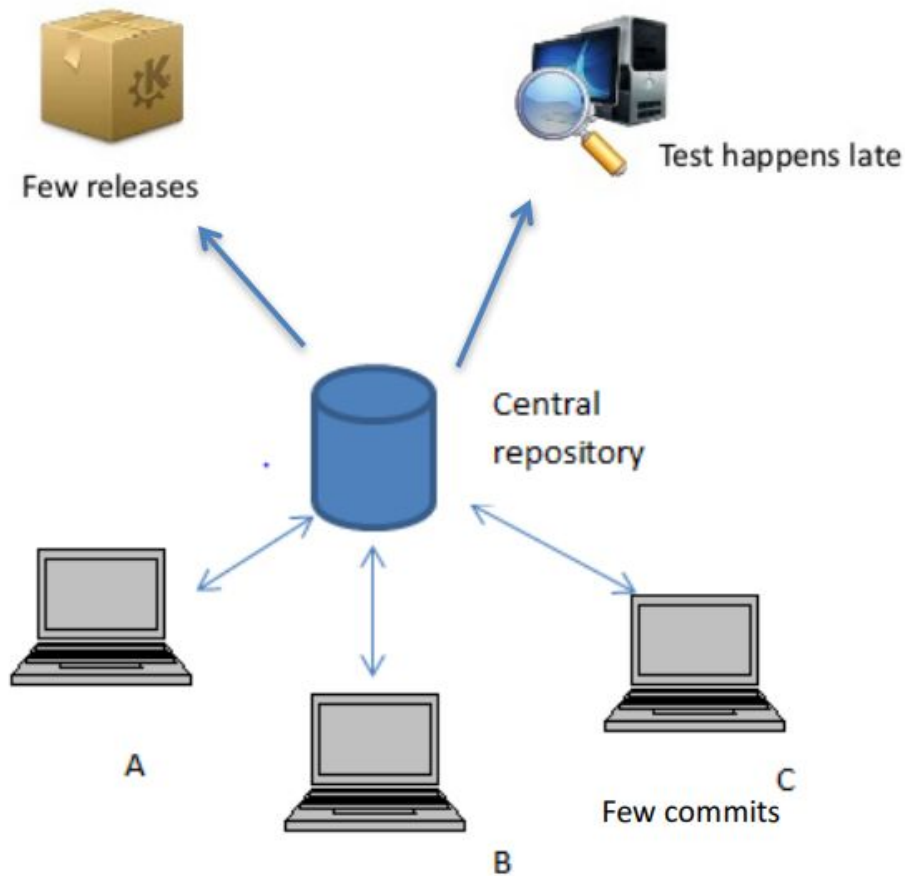 Few releases
Test happens late
Central
repository
A
C
Few commits
B